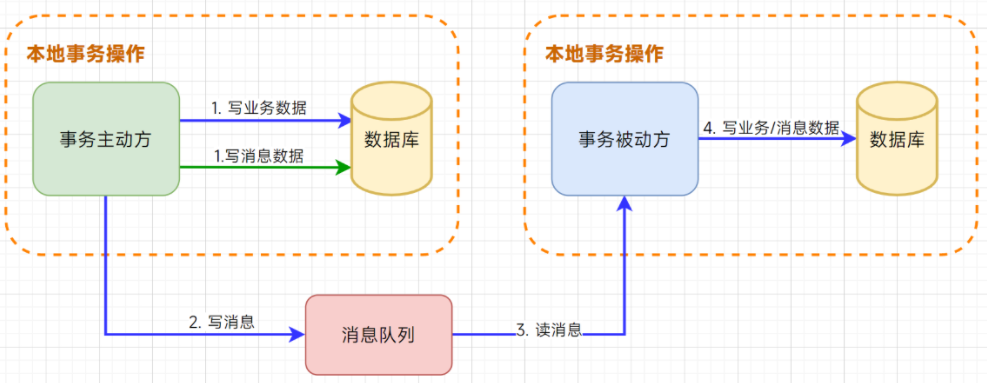 本地事务操作
事务主动方
1. 写业务数据
1.写消息数据
数据库
本地事务操作
事务被动方
4. 写业务/消息数据
数据库
2. 写消息
消息队列
3. 读消息